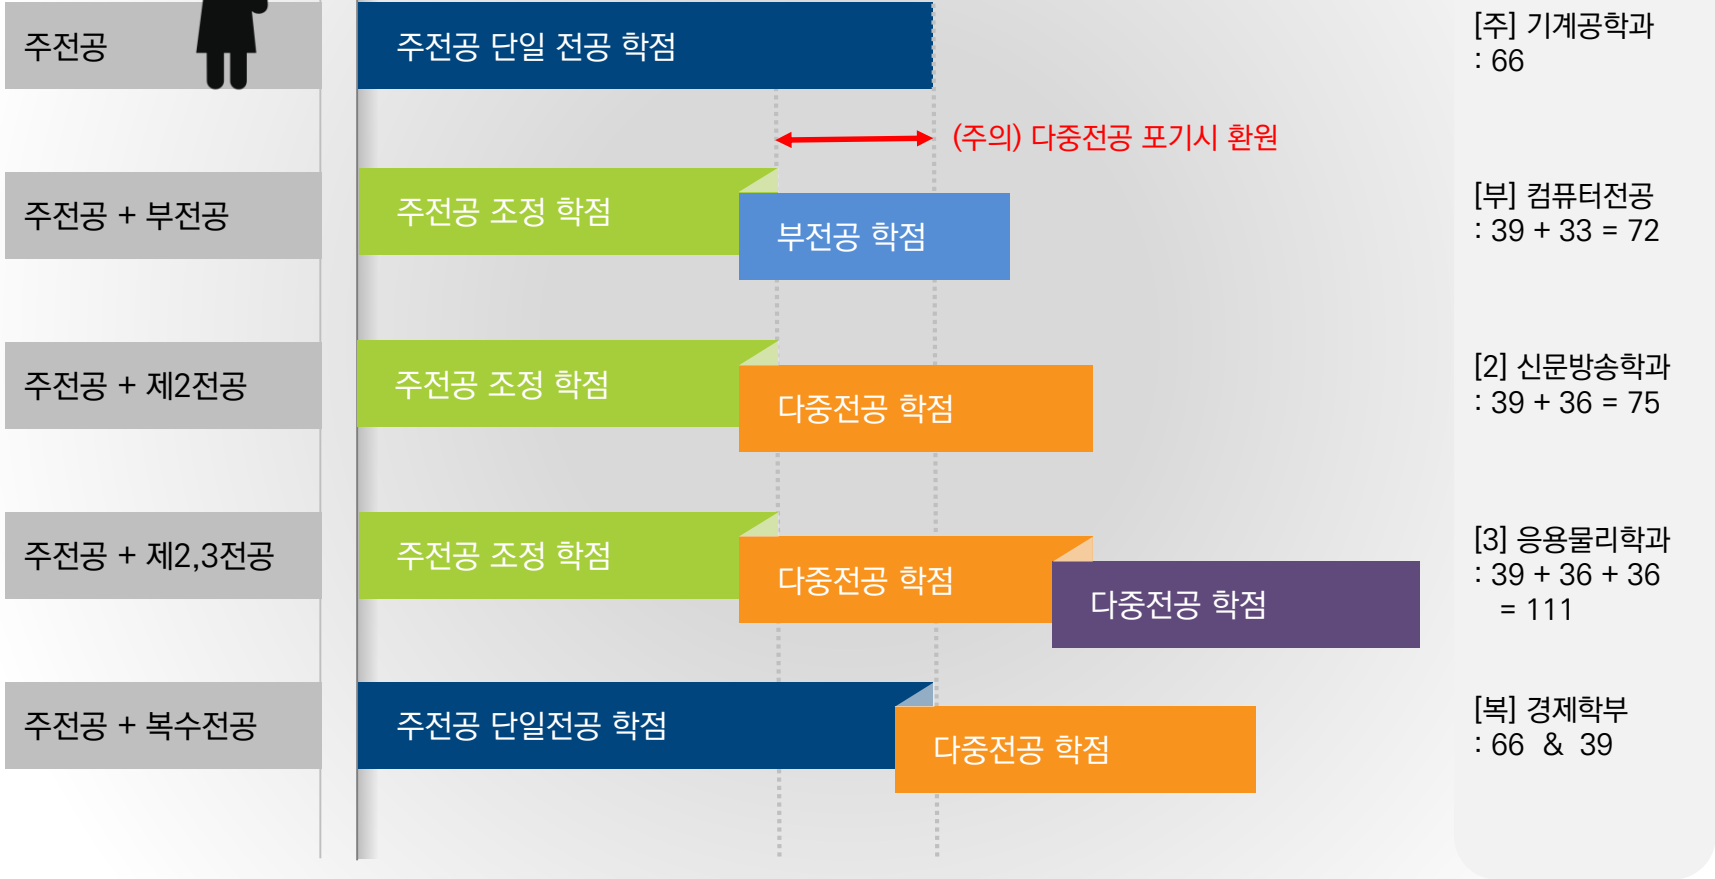 주전공
주전공 단일 전공 학점
[주] 기계공학과
: 66
(주의) 다중전공 포기시 환원
주전공 + 부전공
주전공 조정 학점
부전공 학점
[부] 컴퓨터전공
: 39 + 33 = 72
주전공 + 제2전공
주전공 조정 학점
다중전공 학점
[2] 신문방송학과
: 39 + 36 = 75
주전공 + 제2,3전공
주전공 조정 학점
다중전공 학점
다중전공 학점
[3] 응용물리학과
: 39 + 36 + 36
= 111
주전공 + 복수전공
주전공 단일전공 학점
다중전공 학점
[복] 경제학부
: 66 & 39